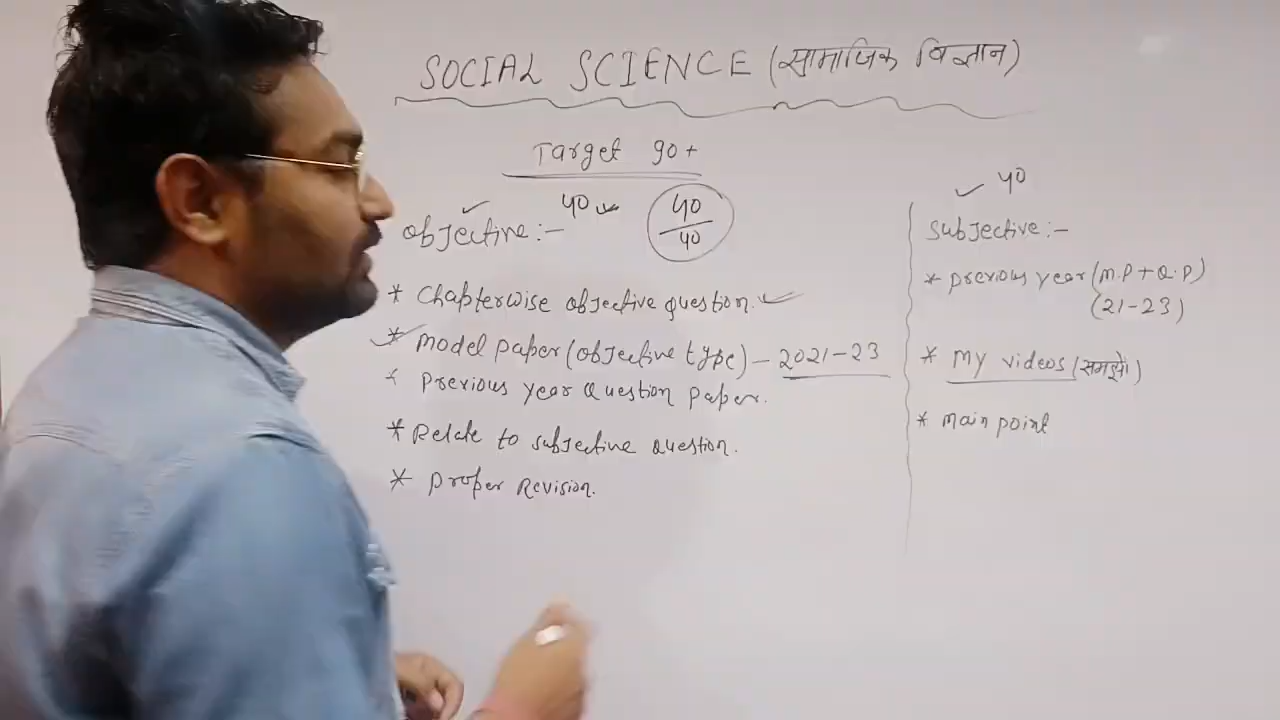 SOCIAL SCIENCE (सामाजिक विज्ञान)
Target 90+
objective:- 40 40/40
* Chapterwise objective question.
* Model paper (objective type) - 2021-23
* Previous year Question paper.
* Relate to subjective Question.
* Proper Revision.
40
Subjective:-
* previous year (M.P + Q.P)
(21-23)
* My videos (समझो)
* Main point